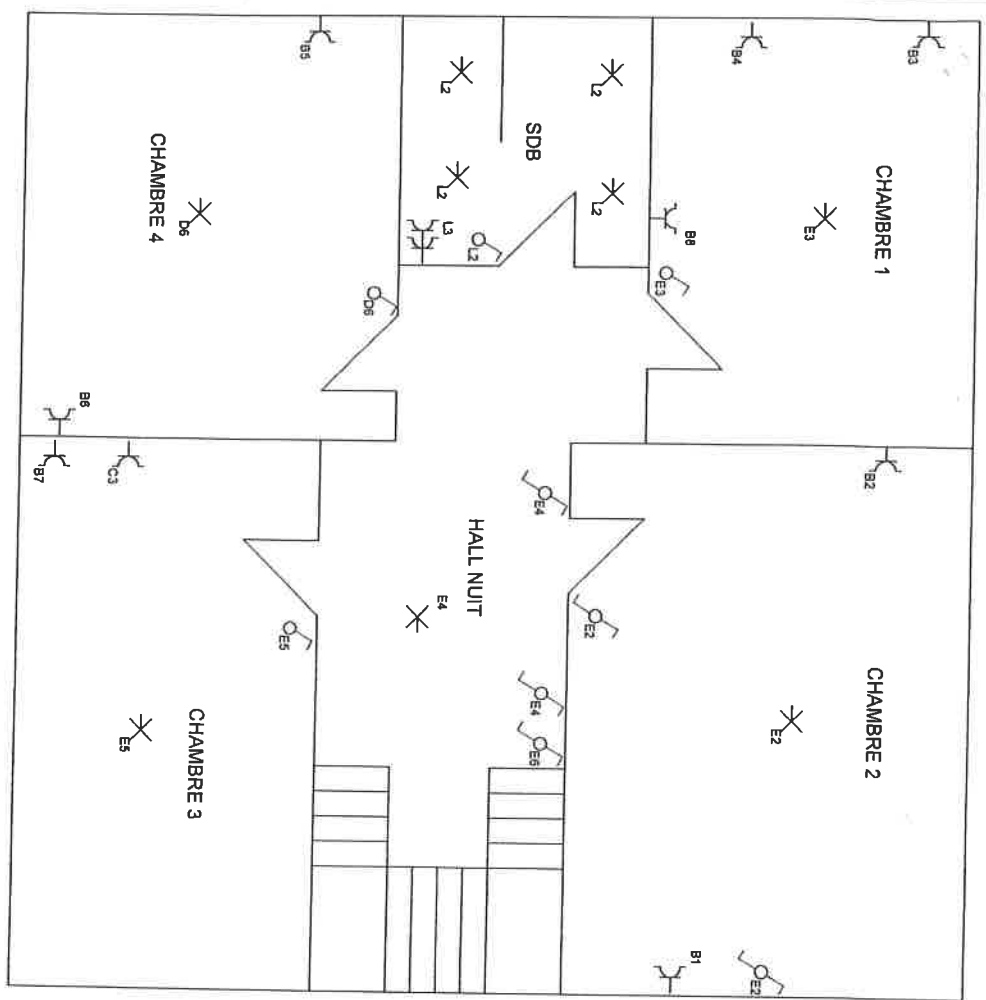 B3
B4
CHAMBRE 1
E3
B8
E3
B2
CHAMBRE 2
E2
E2
E2
B1
L2
L2
SDB
L2
L2
L2
L3
HALL NUIT
E4
E4
E4
E6
B5
CHAMBRE 4
D6
D6
B6
B7
C3
CHAMBRE 3
E5
E5